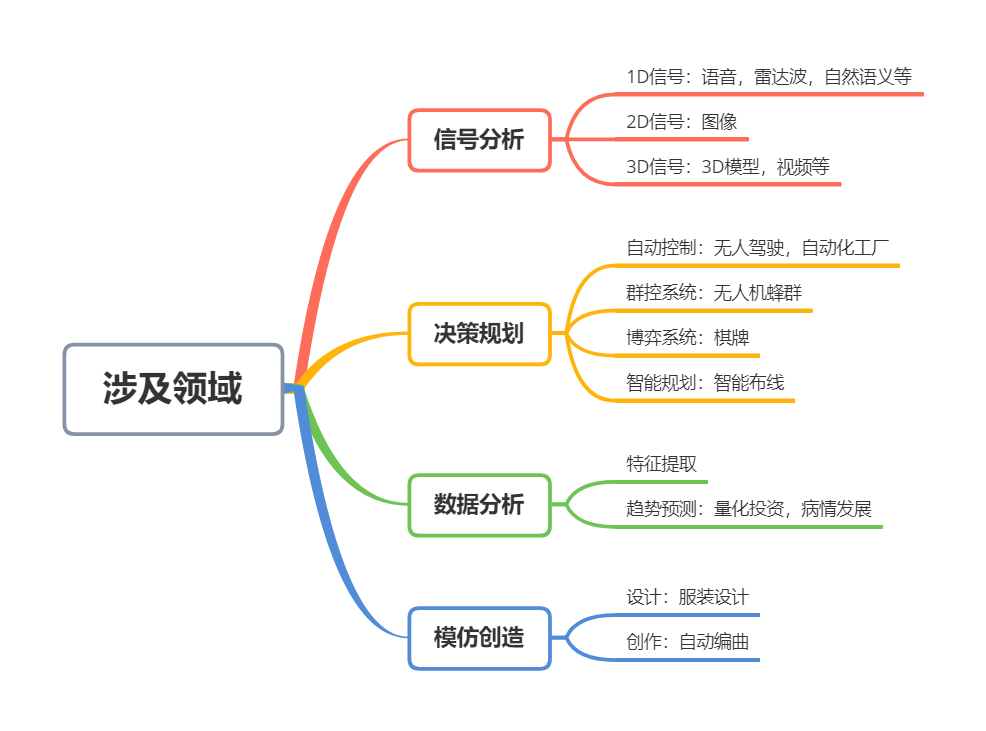 涉及领域
信号分析
1D信号：语音，雷达波，自然语义等
2D信号：图像
3D信号：3D模型，视频等
决策规划
自动控制：无人驾驶，自动化工厂
群控系统：无人机蜂群
博弈系统：棋牌
智能规划：智能布线
数据分析
特征提取
趋势预测：量化投资，病情发展
模仿创造
设计：服装设计
创作：自动编曲